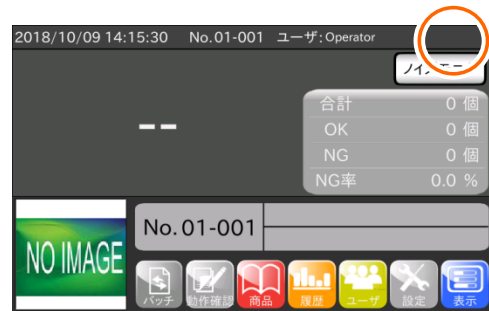 2018/10/09 14:15:30 No.01-001 ユーザ:Operator
合計 0 個
OK 0 個
NG 0 個
NG率 0.0 %
No.01-001
NO IMAGE
バッチ 動作確認 商品 履歴 ユーザ 設定 表示